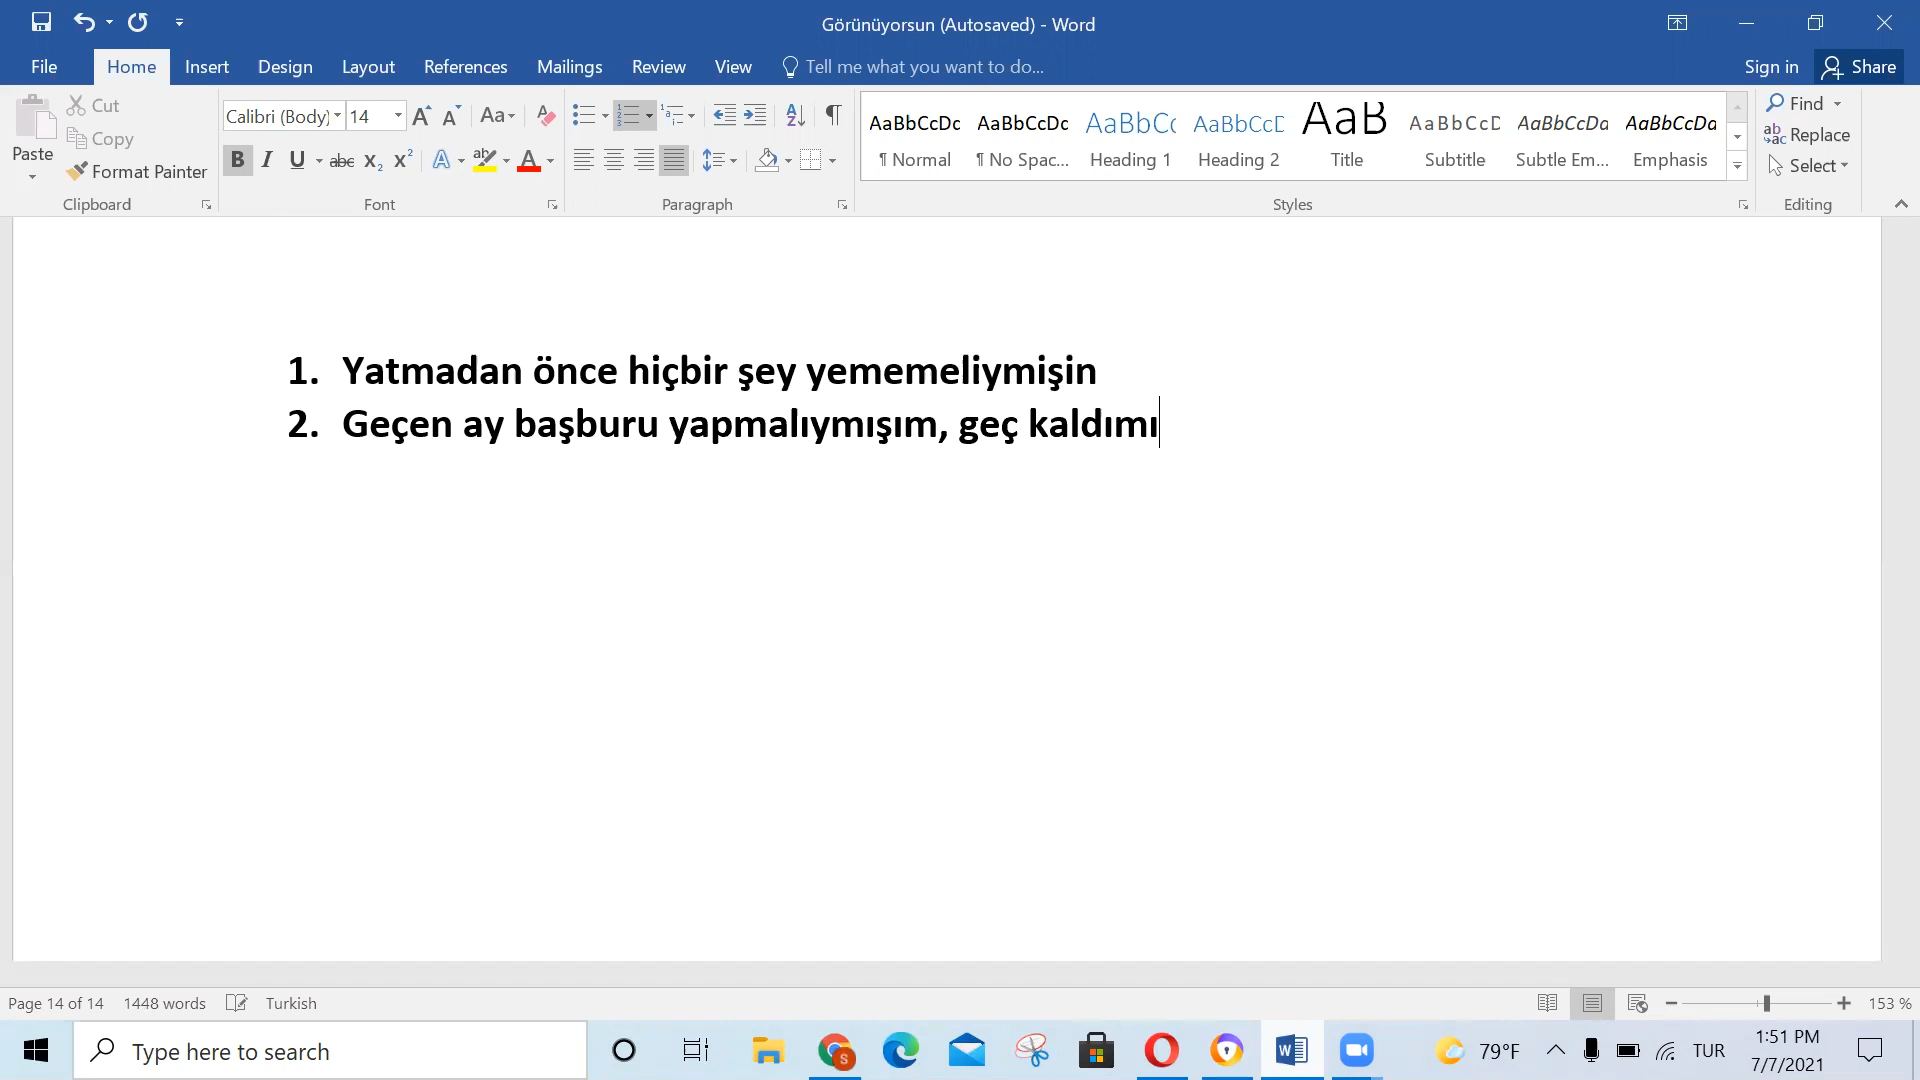 Görünüyorsun (Autosaved) - Word
File Home Insert Design Layout References Mailings Review View Tell me what you want to do... Sign in Share
Paste Cut Copy Format Painter Clipboard
Calibri (Body) 14 Aa B I U abc X₂ X² A ab A Font
Paragraph
AaBbCcDc AaBbCcDc AaBbCc AaBbCcD AaB AaBbCcD AaBbCcDa AaBbCcDa
¶ Normal ¶ No Spac... Heading 1 Heading 2 Title Subtitle Subtle Em... Emphasis
Styles
Find Replace Select Editing
1. Yatmadan önce hiçbir şey yememeliymişin
2. Geçen ay başburu yapmalıymışım, geç kaldımı
Page 14 of 14 1448 words Turkish 153 %
Type here to search 79°F TUR 1:51 PM
7/7/2021